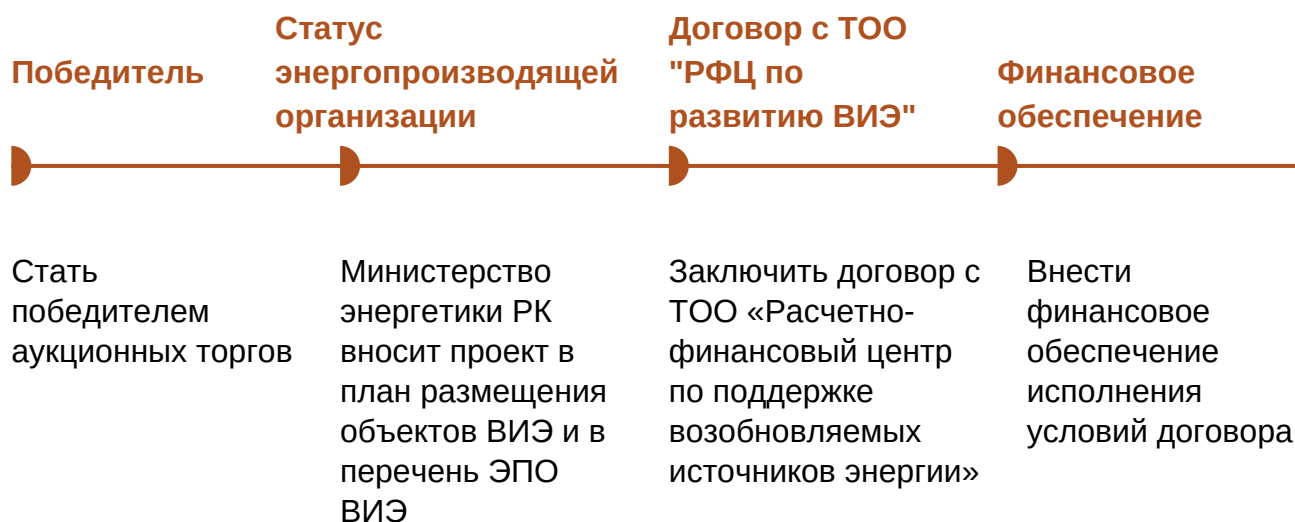 Победитель
Статус
энергопроизводящей
организации
Договор с ТОО
"РФЦ по
развитию ВИЭ"
Финансовое
обеспечение
Стать
победителем
аукционных торгов
Министерство
энергетики РК
вносит проект в
план размещения
объектов ВИЭ и в
перечень ЭПО
ВИЭ
Заключить договор с
ТОО «Расчетно-
финансовый центр
по поддержке
возобновляемых
источников энергии»
Внести
финансовое
обеспечение
исполнения
условий договора